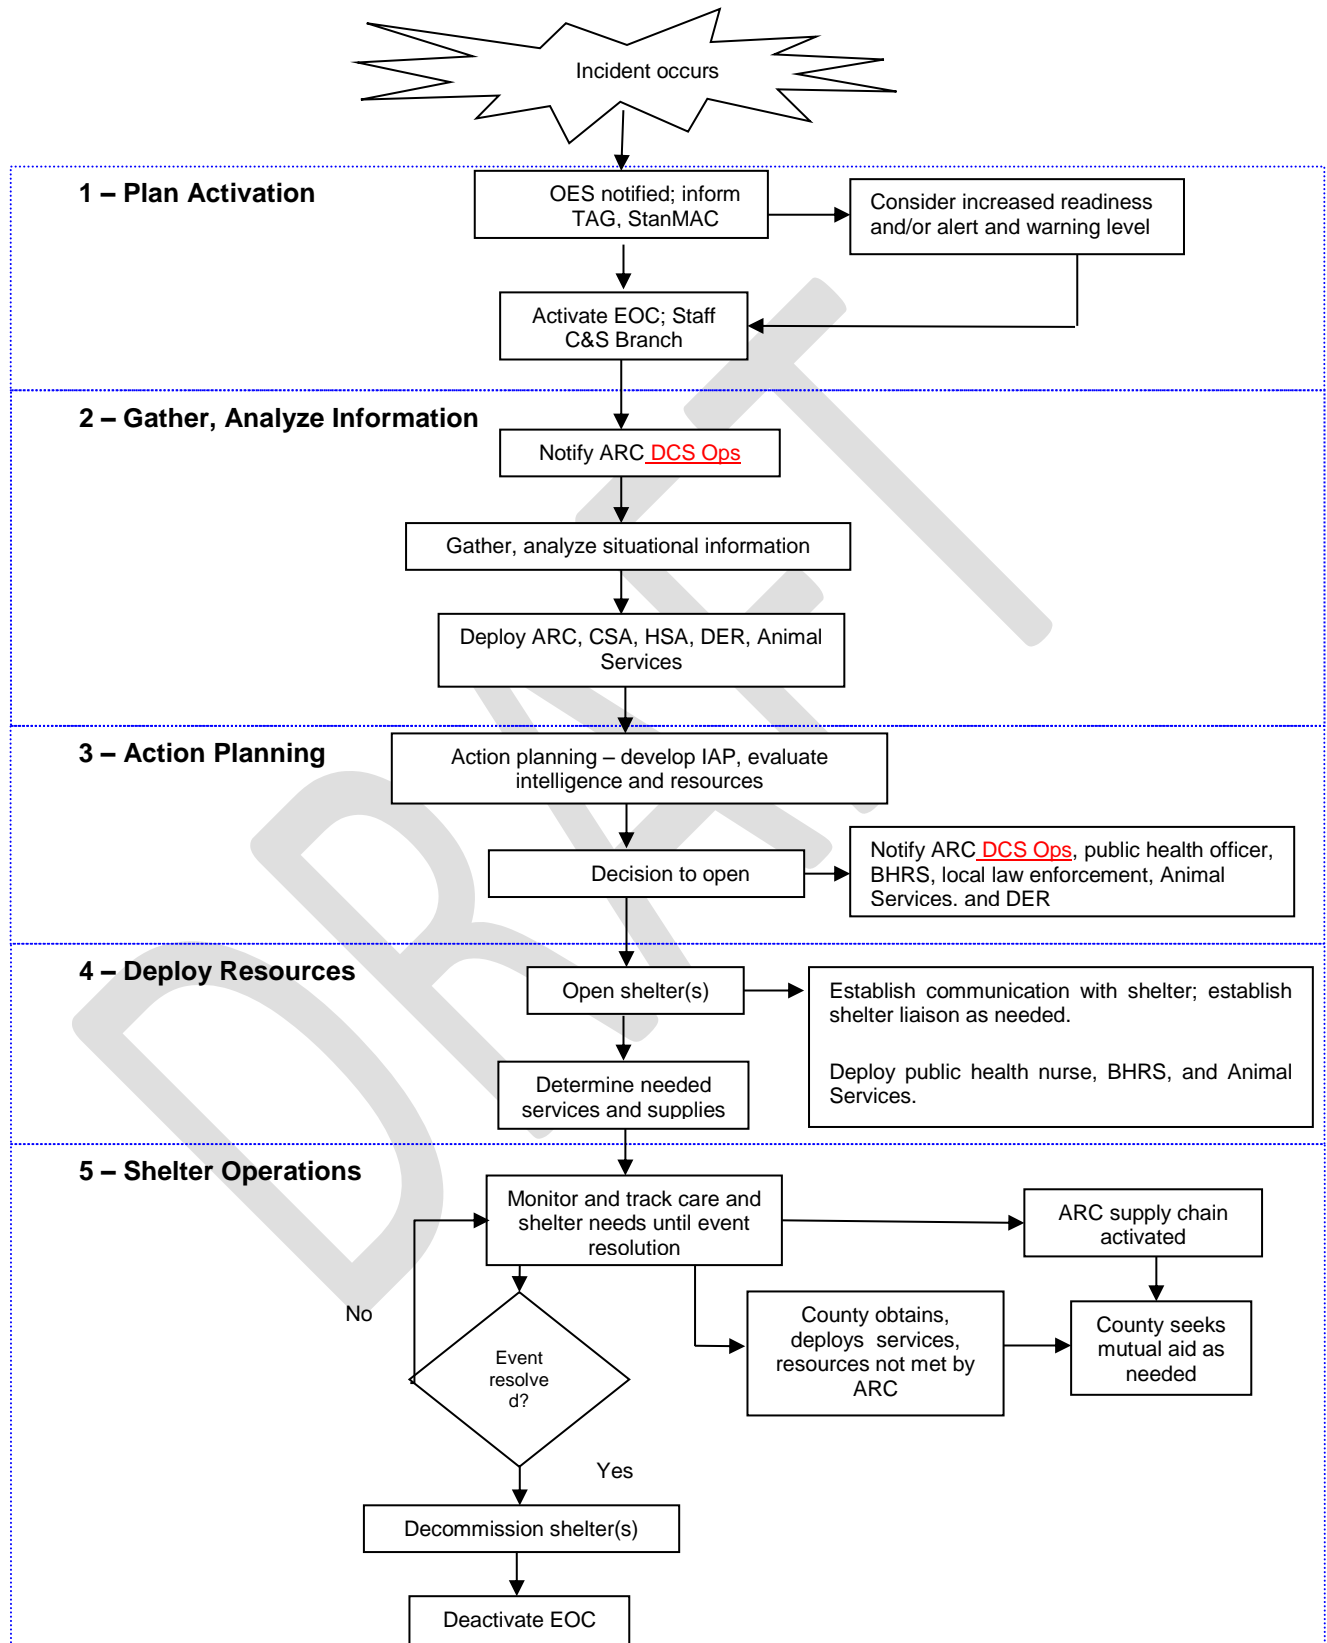 Incident occurs
1 – Plan Activation
OES notified; inform
TAG, StanMAC
Consider increased readiness
and/or alert and warning level
Activate EOC; Staff
C&S Branch
2 – Gather, Analyze Information
Notify ARC DCS Ops
Gather, analyze situational information
Deploy ARC, CSA, HSA, DER, Animal
Services
3 – Action Planning
Action planning – develop IAP, evaluate
intelligence and resources
Decision to open
Notify ARC DCS Ops, public health officer,
BHRS, local law enforcement, Animal
Services. and DER
4 – Deploy Resources
Open shelter(s)
Establish communication with shelter; establish
shelter liaison as needed.
Deploy public health nurse, BHRS, and Animal
Services.
Determine needed
services and supplies
5 – Shelter Operations
Monitor and track care and
shelter needs until event
resolution
ARC supply chain
activated
No
County obtains,
deploys services,
resources not met by
ARC
County seeks
mutual aid as
needed
Event
resolve
d?
Yes
Decommission shelter(s)
Deactivate EOC
DRAFT